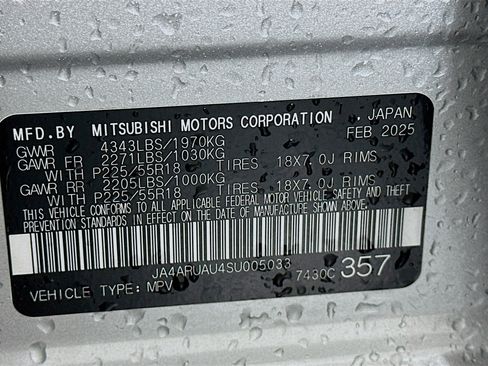 MFD.BY MITSUBISHI MOTORS CORPORATION , JAPAN
GVWR 4343LBS/1970KG FEB 2025
GAWR FR 2271LBS/1030KG
P225/55R18 TIRES 18X7.0J RIMS
GAWR RR 2205LBS/1000KG
P225/55R18 TIRES 18X7.0J RIMS
THIS VEHICLE CONFORMS TO ALL APPLICABLE FEDERAL MOTOR VEHICLE SAFETY AND THEFT
PREVENTION STANDARDS IN EFFECT ON THE DATE OF MANUFACTURE SHOWN ABOVE.
JA4ARUAU4SU005033
VEHICLE TYPE: MPV 7430C 357